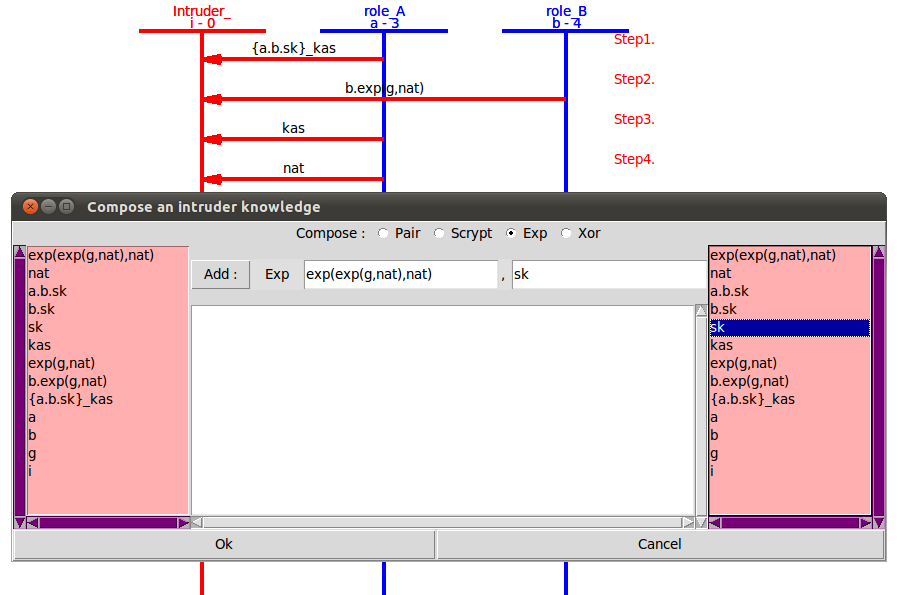 Intruder_ role_A role_B
i - 0 a - 3 b - 4
Step1.
{a.b.sk}_kas
Step2.
b.exp(g,nat)
Step3.
kas
Step4.
nat
Compose an intruder knowledge
Compose : Pair Scrypt Exp Xor
exp(exp(g,nat),nat)
nat
a.b.sk
b.sk
sk
kas
exp(g,nat)
b.exp(g,nat)
{a.b.sk}_kas
a
b
g
i
Add : Exp exp(exp(g,nat),nat) , sk
exp(exp(g,nat),nat)
nat
a.b.sk
b.sk
sk
kas
exp(g,nat)
b.exp(g,nat)
{a.b.sk}_kas
a
b
g
i
Ok Cancel